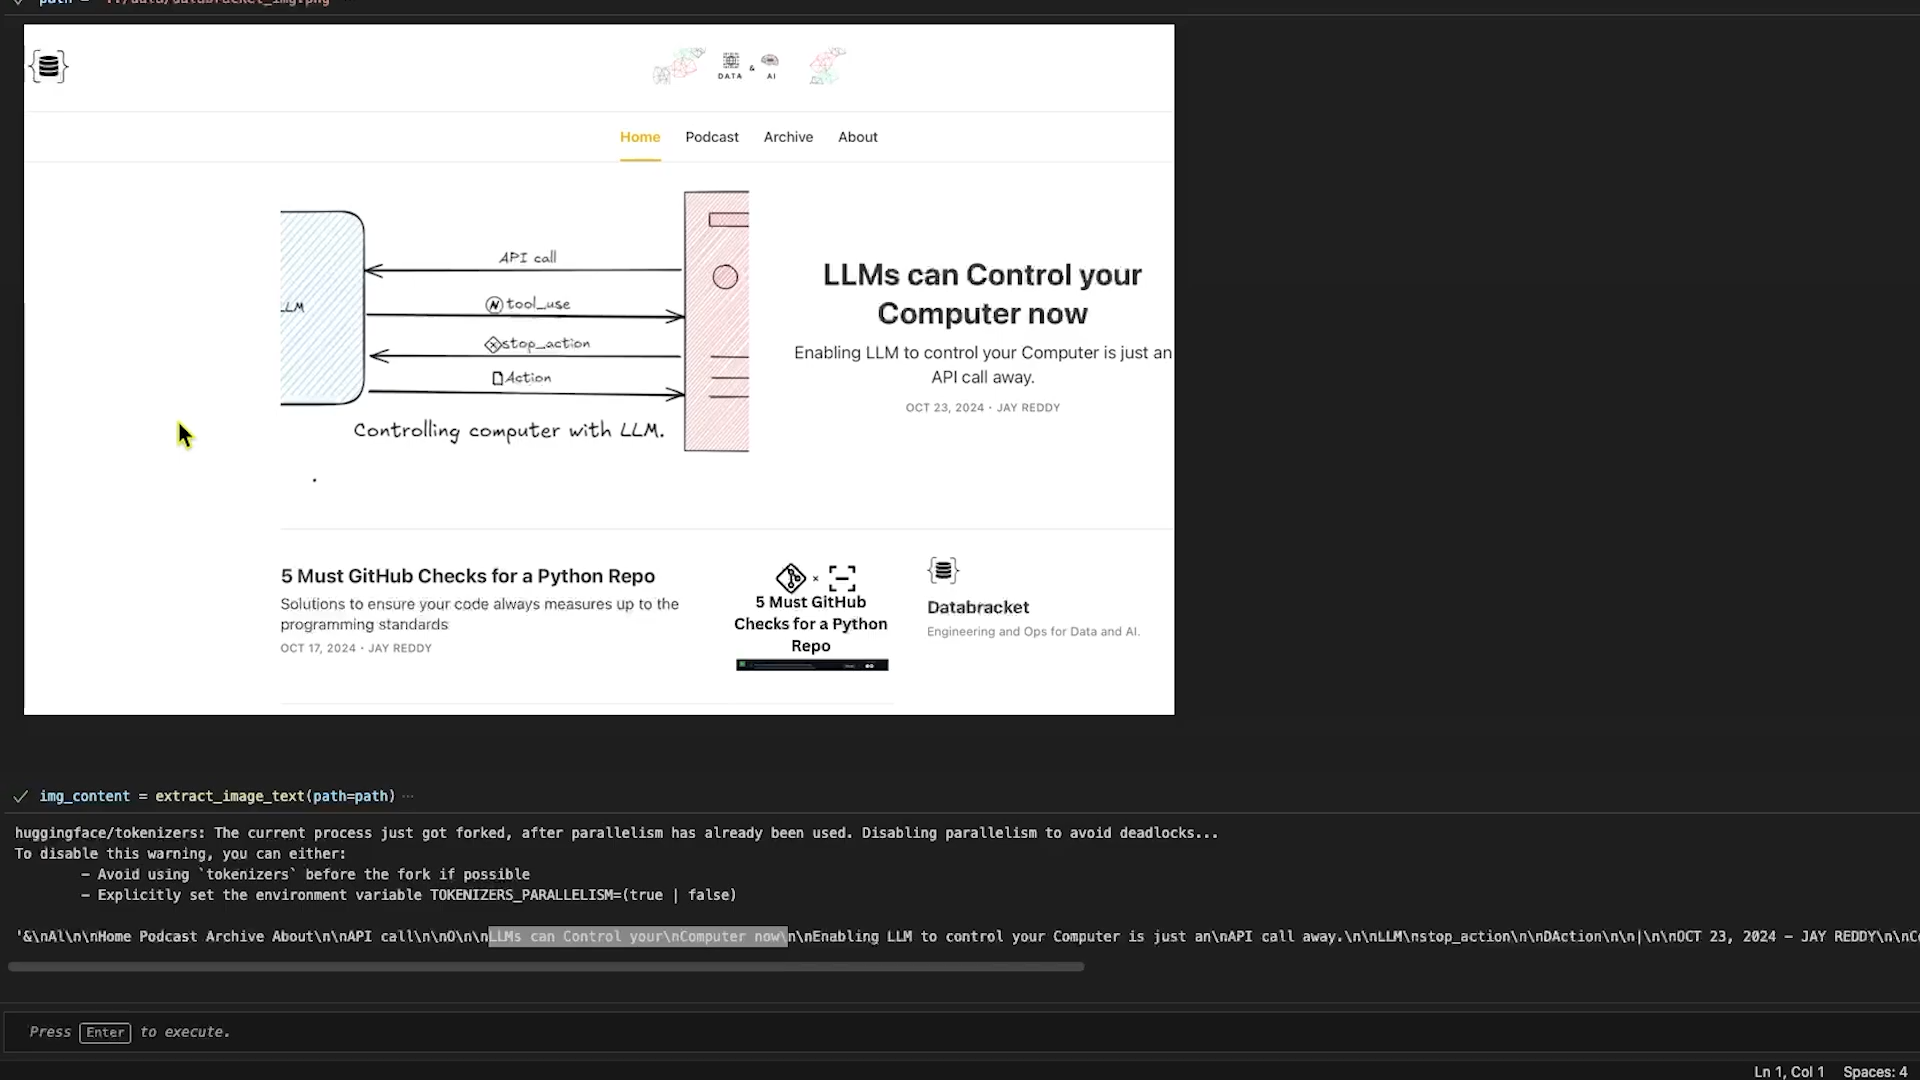 path = "../data/databracket_img.png"
DATA & AI
Home Podcast Archive About
API call
LLM
tool_use
stop_action
Action
Controlling computer with LLM.
LLMs can Control your
Computer now
Enabling LLM to control your Computer is just an
API call away.
OCT 23, 2024 · JAY REDDY
5 Must GitHub Checks for a Python Repo
Solutions to ensure your code always measures up to the
programming standards
OCT 17, 2024 · JAY REDDY
5 Must GitHub
Checks for a Python
Repo
Databracket
Engineering and Ops for Data and AI.
img_content = extract_image_text(path=path) ···
huggingface/tokenizers: The current process just got forked, after parallelism has already been used. Disabling parallelism to avoid deadlocks...
To disable this warning, you can either:
- Avoid using `tokenizers` before the fork if possible
- Explicitly set the environment variable TOKENIZERS_PARALLELISM=(true | false)
'&\nAl\n\nHome Podcast Archive About\n\nAPI call\n\nO\n\nLLMs can Control your\nComputer now\n\nEnabling LLM to control your Computer is just an\nAPI call away.\n\nLLM\nstop_action\n\nDAction\n\n|\n\nOCT 23, 2024 - JAY REDDY\n\nC
Press Enter to execute.
Ln 1, Col 1 Spaces: 4